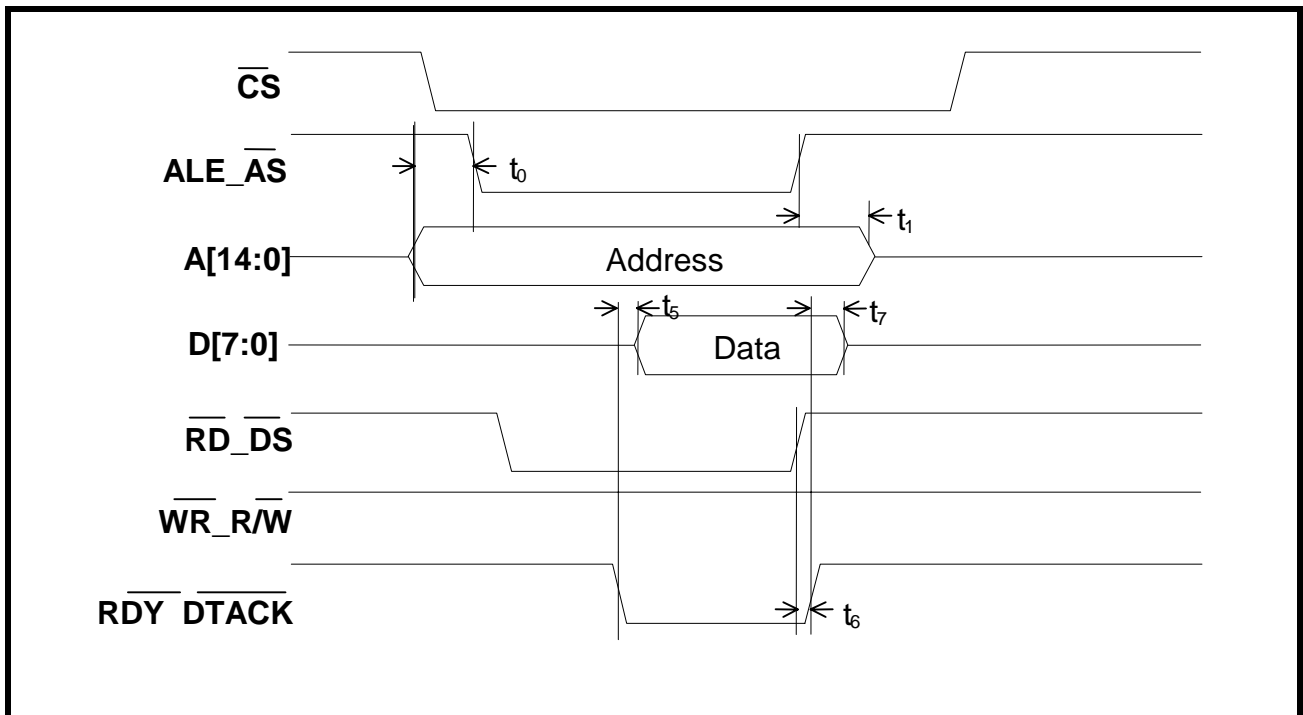 CS
ALE_AS
t0
t1
A[14:0]
Address
t5
t7
D[7:0]
Data
RD_DS
WR_R/W
RDY DTACK
t6